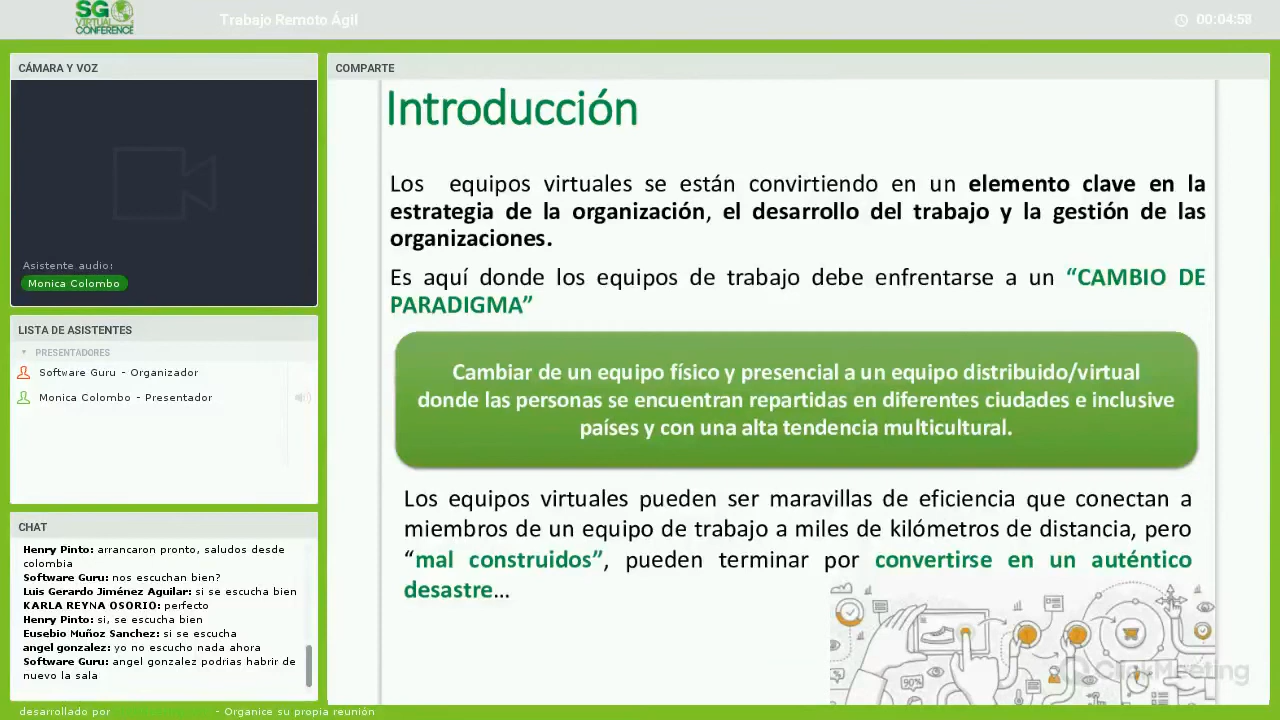 SG
VIRTUAL
CONFERENCE
Trabajo Remoto Ágil
00:04:58
CÁMARA Y VOZ
Asistente audio:
Monica Colombo
LISTA DE ASISTENTES
PRESENTADORES
Software Guru - Organizador
Monica Colombo - Presentador
CHAT
Henry Pinto: arrancaron pronto, saludos desde
colombia
Software Guru: nos escuchan bien?
Luis Gerardo Jiménez Aguilar: si se escucha bien
KARLA REYNA OSORIO: perfecto
Henry Pinto: si, se escucha bien
Eusebio Muñoz Sanchez: si se escucha
angel gonzalez: yo no escucho nada ahora
Software Guru: angel gonzalez podrias habrir de
nuevo la sala
desarrollado por - Organice su propia reunión
COMPARTE
Introducción
Los equipos virtuales se están convirtiendo en un elemento clave en la
estrategia de la organización, el desarrollo del trabajo y la gestión de las
organizaciones.
Es aquí donde los equipos de trabajo debe enfrentarse a un “CAMBIO DE
PARADIGMA”
Cambiar de un equipo físico y presencial a un equipo distribuido/virtual
donde las personas se encuentran repartidas en diferentes ciudades e inclusive
países y con una alta tendencia multicultural.
Los equipos virtuales pueden ser maravillas de eficiencia que conectan a
miembros de un equipo de trabajo a miles de kilómetros de distancia, pero
“mal construidos”, pueden terminar por convertirse en un auténtico
desastre…
90%
ClickMeeting